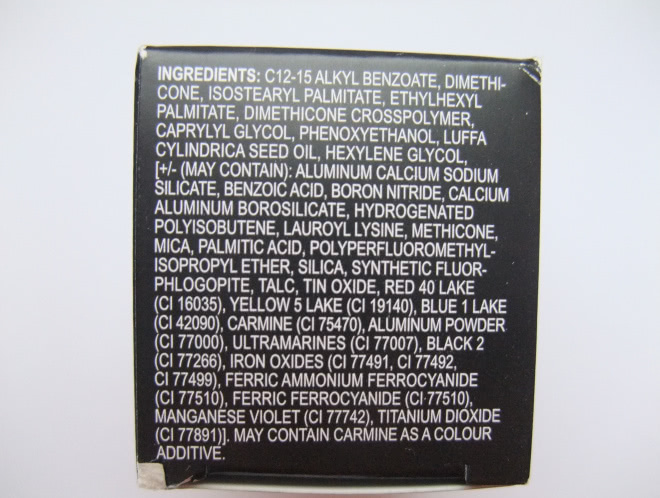 INGREDIENTS: C12-15 ALKYL BENZOATE, DIMETHI-
CONE, ISOSTEARYL PALMITATE, ETHYLHEXYL
PALMITATE, DIMETHICONE CROSSPOLYMER,
CAPRYLYL GLYCOL, PHENOXYETHANOL, LUFFA
CYLINDRICA SEED OIL, HEXYLENE GLYCOL,
[+/- (MAY CONTAIN): ALUMINUM CALCIUM SODIUM
SILICATE, BENZOIC ACID, BORON NITRIDE, CALCIUM
ALUMINUM BOROSILICATE, HYDROGENATED
POLYISOBUTENE, LAUROYL LYSINE, METHICONE,
MICA, PALMITIC ACID, POLYPERFLUOROMETHYL-
ISOPROPYL ETHER, SILICA, SYNTHETIC FLUOR-
PHLOGOPITE, TALC, TIN OXIDE, RED 40 LAKE
(CI 16035), YELLOW 5 LAKE (CI 19140), BLUE 1 LAKE
(CI 42090), CARMINE (CI 75470), ALUMINUM POWDER
(CI 77000), ULTRAMARINES (CI 77007), BLACK 2
(CI 77266), IRON OXIDES (CI 77491, CI 77492,
CI 77499), FERRIC AMMONIUM FERROCYANIDE
(CI 77510), FERRIC FERROCYANIDE (CI 77510),
MANGANESE VIOLET (CI 77742), TITANIUM DIOXIDE
(CI 77891)]. MAY CONTAIN CARMINE AS A COLOUR
ADDITIVE.